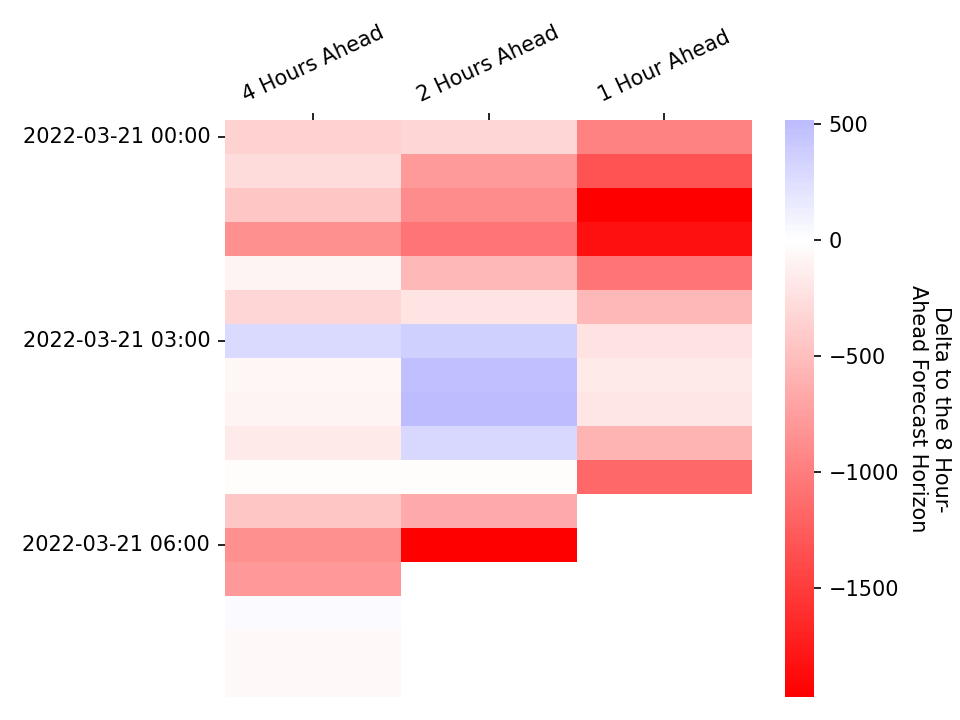 4 Hours Ahead
2 Hours Ahead
1 Hour Ahead
2022-03-21 00:00
2022-03-21 03:00
2022-03-21 06:00
500
0
−500
−1000
−1500
Delta to the 8 Hour-
Ahead Forecast Horizon